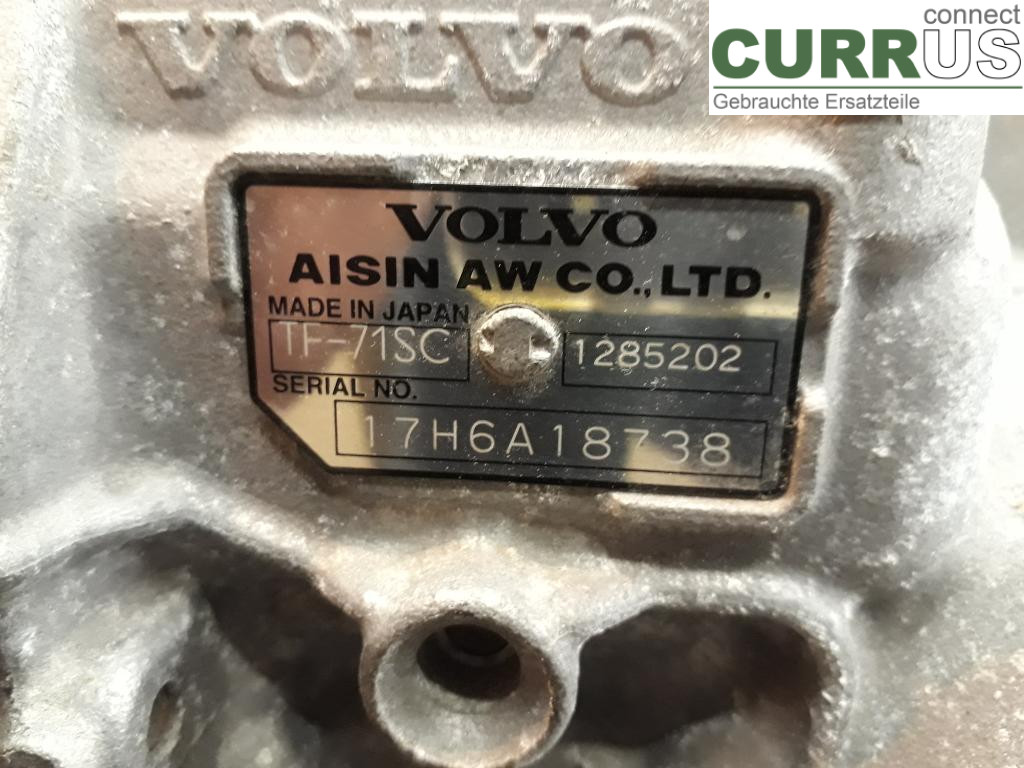 connect
CURRUS
Gebrauchte Ersatzteile
VOLVO
VOLVO
AISIN AW CO., LTD.
MADE IN JAPAN
TF-71SC 1285202
SERIAL NO.
17H6A18738